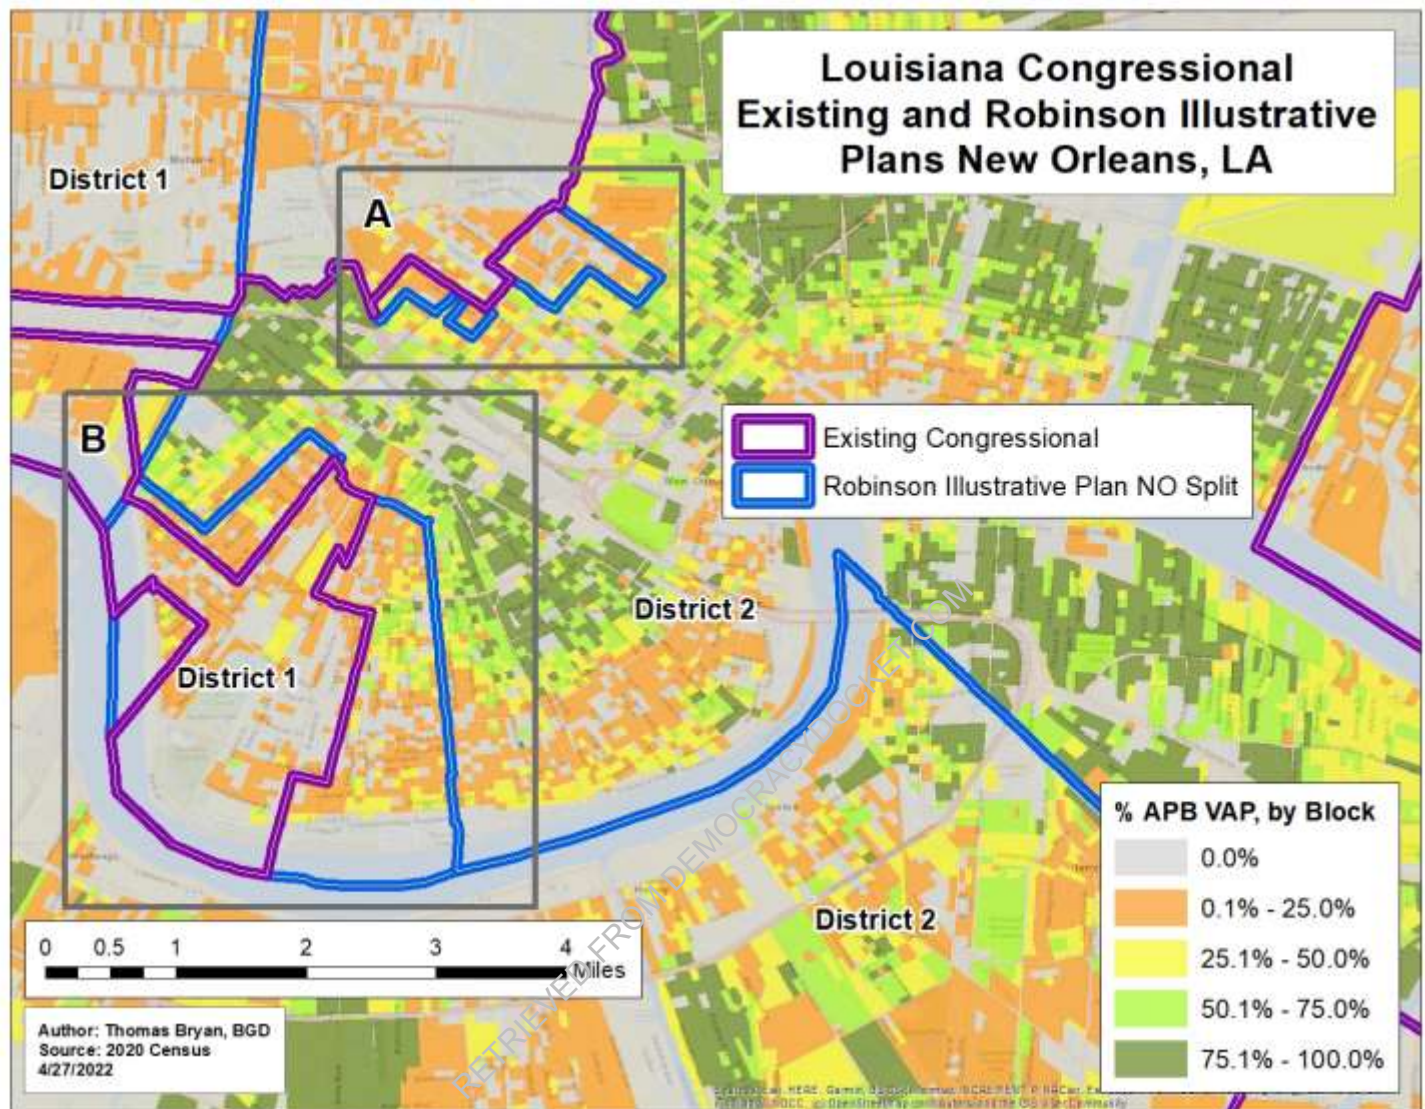 Louisiana Congressional
Existing and Robinson Illustrative
Plans New Orleans, LA
District 1
A
B
Existing Congressional
Robinson Illustrative Plan NO Split
District 2
District 1
District 2
% APB VAP, by Block
0.0%
0.1% - 25.0%
25.1% - 50.0%
50.1% - 75.0%
75.1% - 100.0%
0 0.5 1 2 3 4
Miles
Author: Thomas Bryan, BGD
Source: 2020 Census
4/27/2022
RETRIEVED FROM DEMOCRACYDOCKET.COM